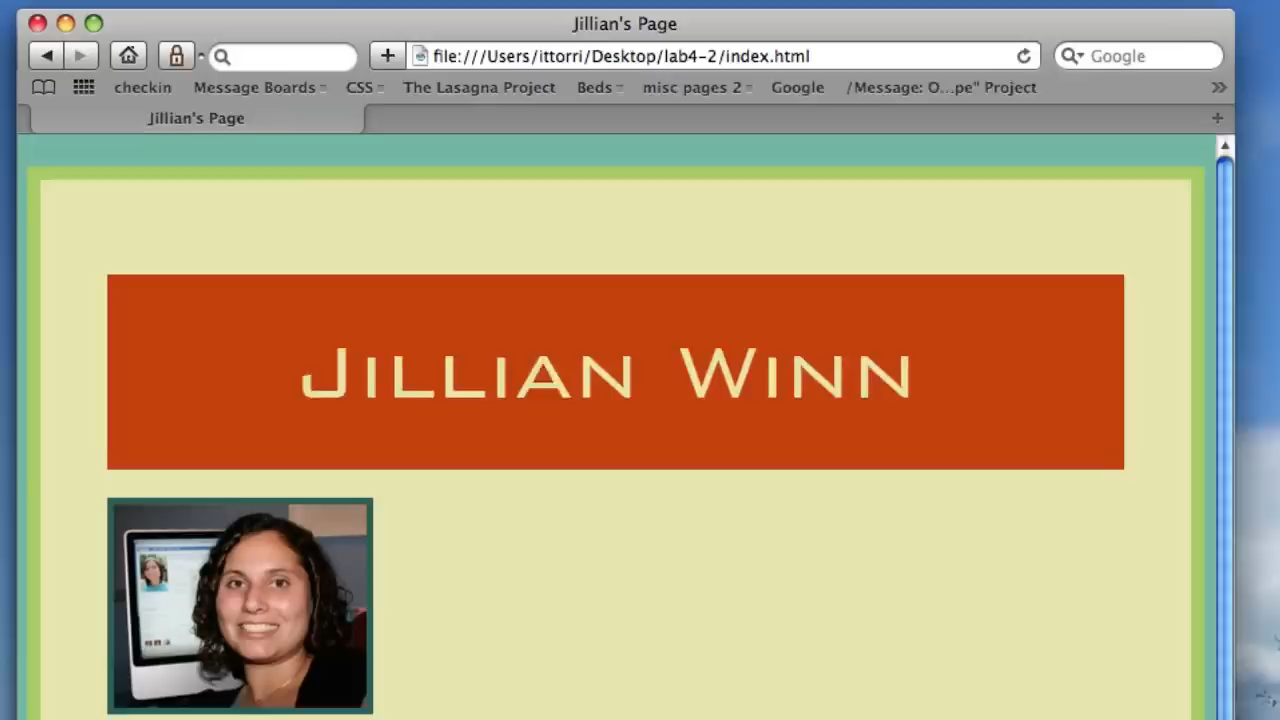 Jillian's Page
file:///Users/ittorri/Desktop/lab4-2/index.html
Google
checkin Message Boards CSS The Lasagna Project Beds misc pages 2 Google /Message: O...pe" Project
Jillian's Page
Jillian Winn